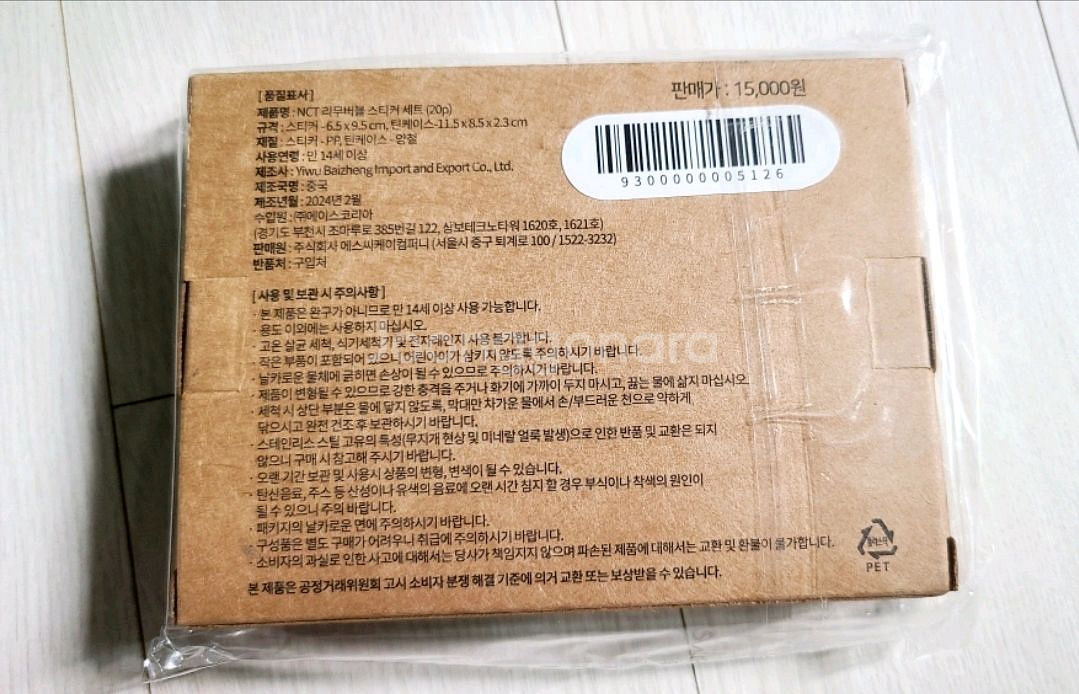 [ 품질표시 ]
제품명 : NCT 리무버블 스티커 세트 (20p)
규격 : 스티커 - 6.5 x 9.5 cm, 틴케이스-11.5 x 8.5 x 2.3 cm
재질 : 스티커 - PP, 틴케이스 - 양철
사용연령 : 만 14세 이상
제조사 : Yiwu Baizheng Import and Export Co., Ltd.
제조국명 : 중국
제조년월 : 2024년 2월
수입원 : ㈜에이스코리아
(경기도 부천시 조마루로 385번길 122, 삼보테크노타워 1620호, 1621호)
판매원 : 주식회사 에스씨케이컴퍼니 (서울시 중구 퇴계로 100 / 1522-3232)
반품처 : 구입처
판매가 : 15,000원
9300000005126
[ 사용 및 보관 시 주의사항 ]
· 본 제품은 완구가 아니므로 만 14세 이상 사용 가능합니다.
· 용도 이외에는 사용하지 마십시오.
· 고온 살균 세척, 식기세척기 및 전자레인지 사용 불가합니다.
· 작은 부품이 포함되어 있으니 어린아이가 삼키지 않도록 주의하시기 바랍니다.
· 날카로운 물체에 긁히면 손상이 될 수 있으므로 주의하시기 바랍니다.
· 제품이 변형될 수 있으므로 강한 충격을 주거나 화기에 가까이 두지 마시고, 끓는 물에 삶지 마십시오.
· 세척 시 상단 부분은 물에 닿지 않도록, 막대만 차가운 물에서 손/부드러운 천으로 약하게
닦으시고 완전 건조 후 보관하시기 바랍니다.
· 스테인리스 스틸 고유의 특성(무지개 현상 및 미네랄 얼룩 발생)으로 인한 반품 및 교환은 되지
않으니 구매 시 참고해 주시기 바랍니다.
· 오랜 기간 보관 및 사용시 상품의 변형, 변색이 될 수 있습니다.
· 탄산음료, 주스 등 산성이나 유색의 음료에 오랜 시간 침지 할 경우 부식이나 착색의 원인이
될 수 있으니 주의 바랍니다.
· 패키지의 날카로운 면에 주의하시기 바랍니다.
· 구성품은 별도 구매가 어려우니 취급에 주의하시기 바랍니다.
· 소비자의 과실로 인한 사고에 대해서는 당사가 책임지지 않으며 파손된 제품에 대해서는 교환 및 환불이 불가합니다.
본 제품은 공정거래위원회 고시 소비자 분쟁 해결 기준에 의거 교환 또는 보상받을 수 있습니다.
플라스틱
PET